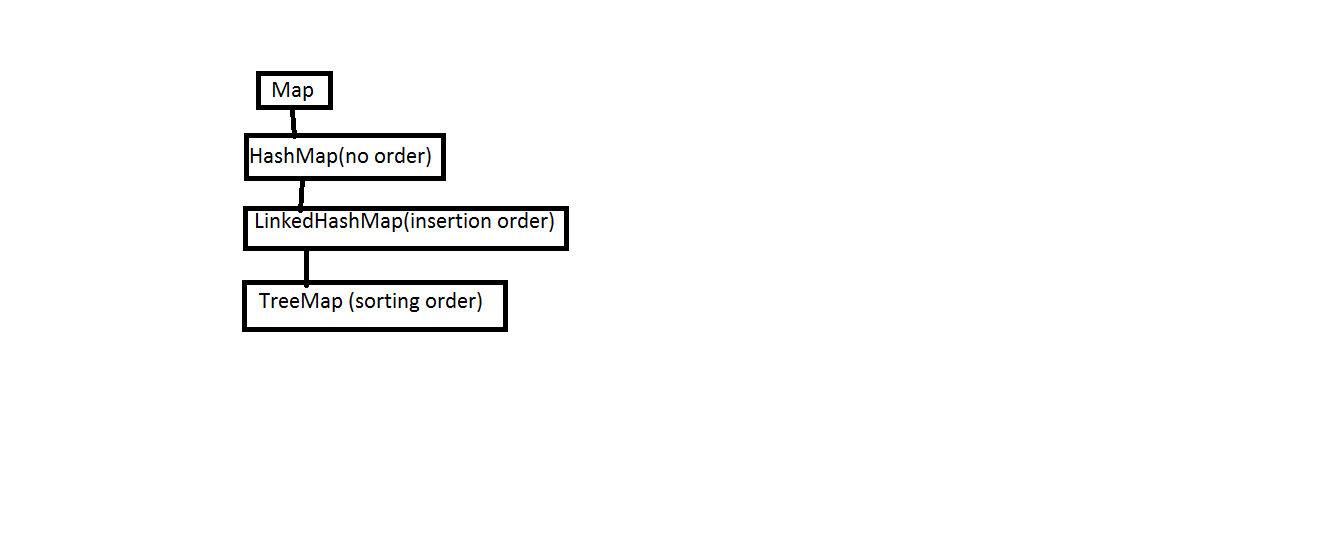 Map
HashMap(no order)
LinkedHashMap(insertion order)
TreeMap (sorting order)